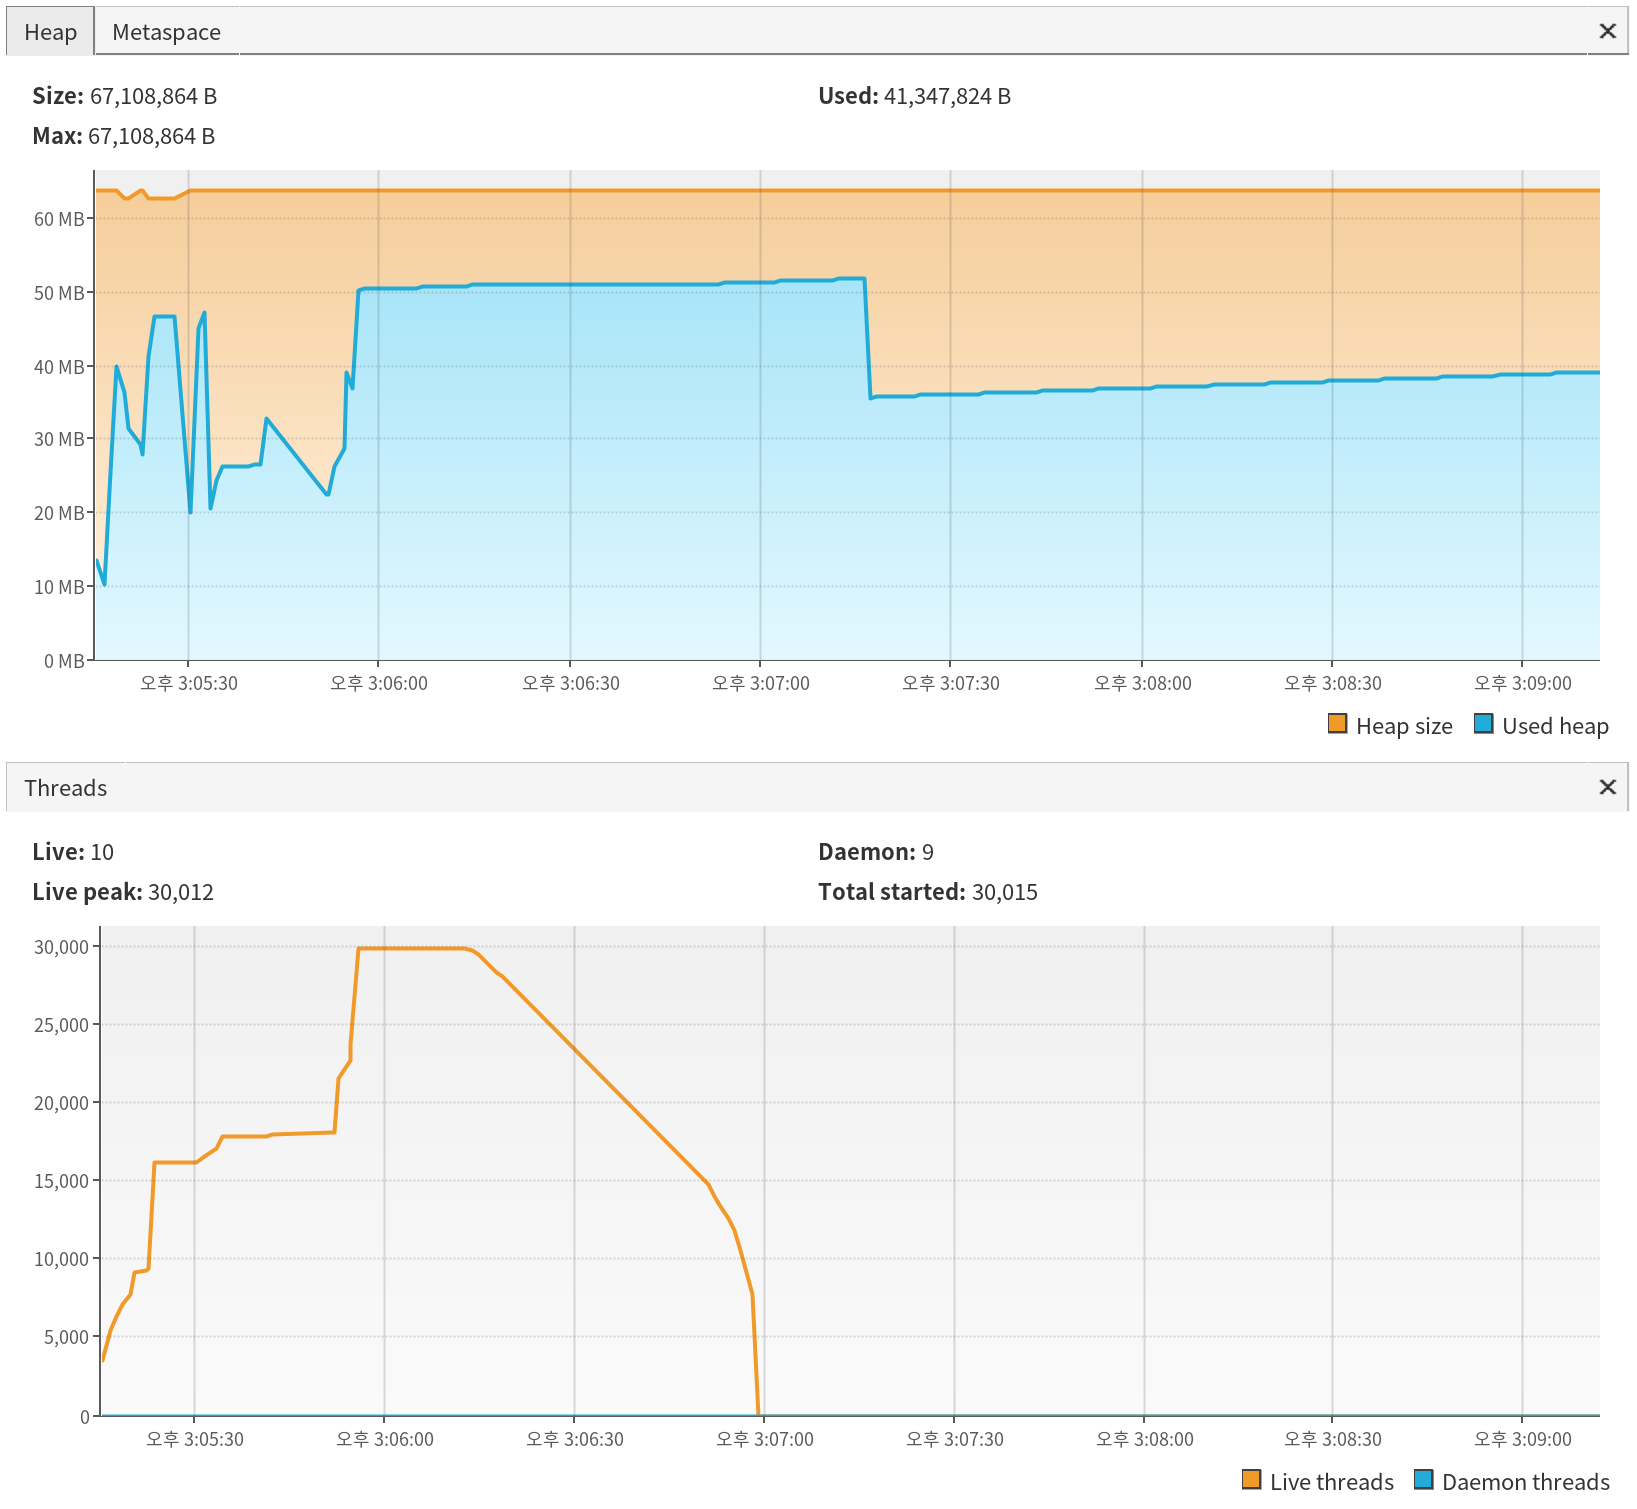 Heap Metaspace
Size: 67,108,864 B Used: 41,347,824 B
Max: 67,108,864 B
60 MB
50 MB
40 MB
30 MB
20 MB
10 MB
0 MB
오후 3:05:30 오후 3:06:00 오후 3:06:30 오후 3:07:00 오후 3:07:30 오후 3:08:00 오후 3:08:30 오후 3:09:00
Heap size Used heap
Threads
Live: 10 Daemon: 9
Live peak: 30,012 Total started: 30,015
30,000
25,000
20,000
15,000
10,000
5,000
0
오후 3:05:30 오후 3:06:00 오후 3:06:30 오후 3:07:00 오후 3:07:30 오후 3:08:00 오후 3:08:30 오후 3:09:00
Live threads Daemon threads